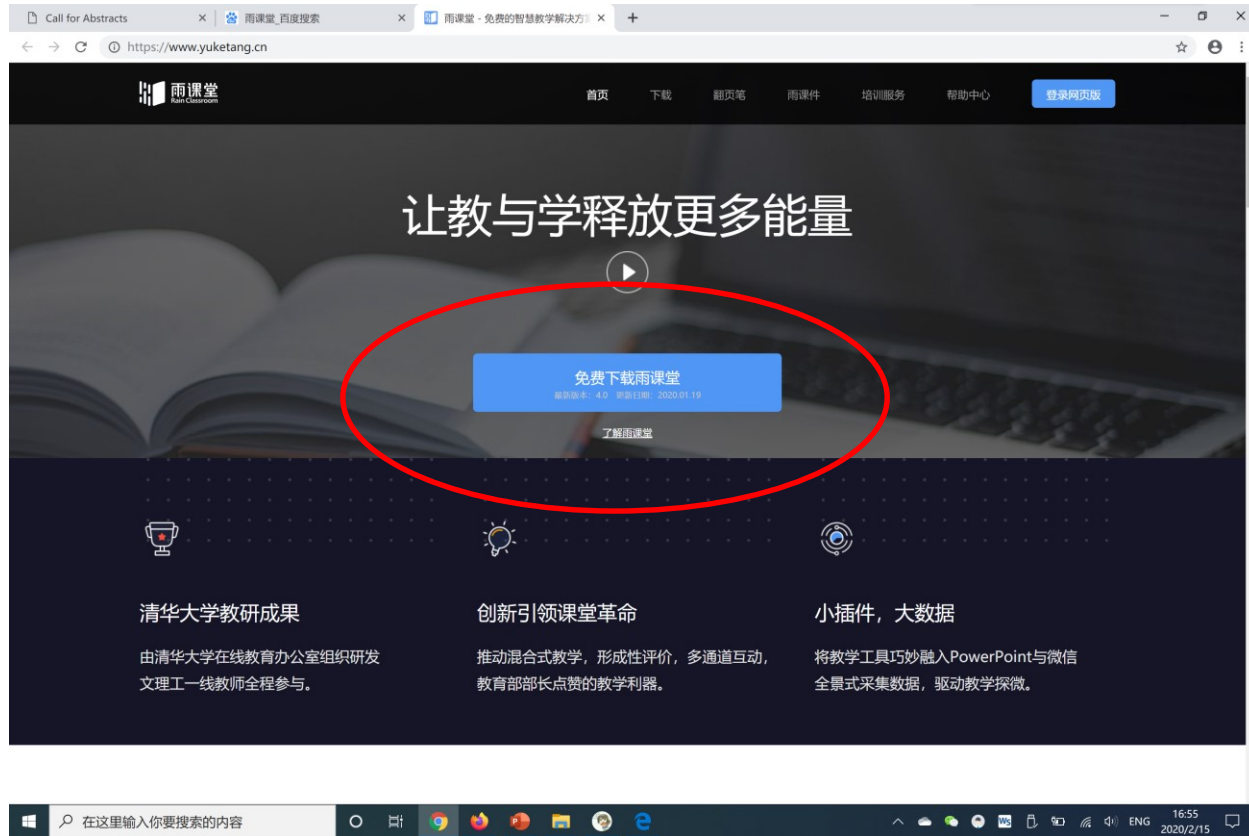 Call for Abstracts
雨课堂_百度搜索
雨课堂 - 免费的智慧教学解决方
https://www.yuketang.cn
雨课堂
Rain Classroom
首页 下载 翻页笔 雨课件 培训服务 帮助中心 登录网页版
让教与学释放更多能量
免费下载雨课堂
最新版本：4.0 更新日期：2020.01.19
了解雨课堂
清华大学教研成果
由清华大学在线教育办公室组织研发
文理工一线教师全程参与。
创新引领课堂革命
推动混合式教学，形成性评价，多通道互动，
教育部部长点赞的教学利器。
小插件，大数据
将教学工具巧妙融入PowerPoint与微信
全景式采集数据，驱动教学探微。
在这里输入你要搜索的内容
ENG
16:55
2020/2/15